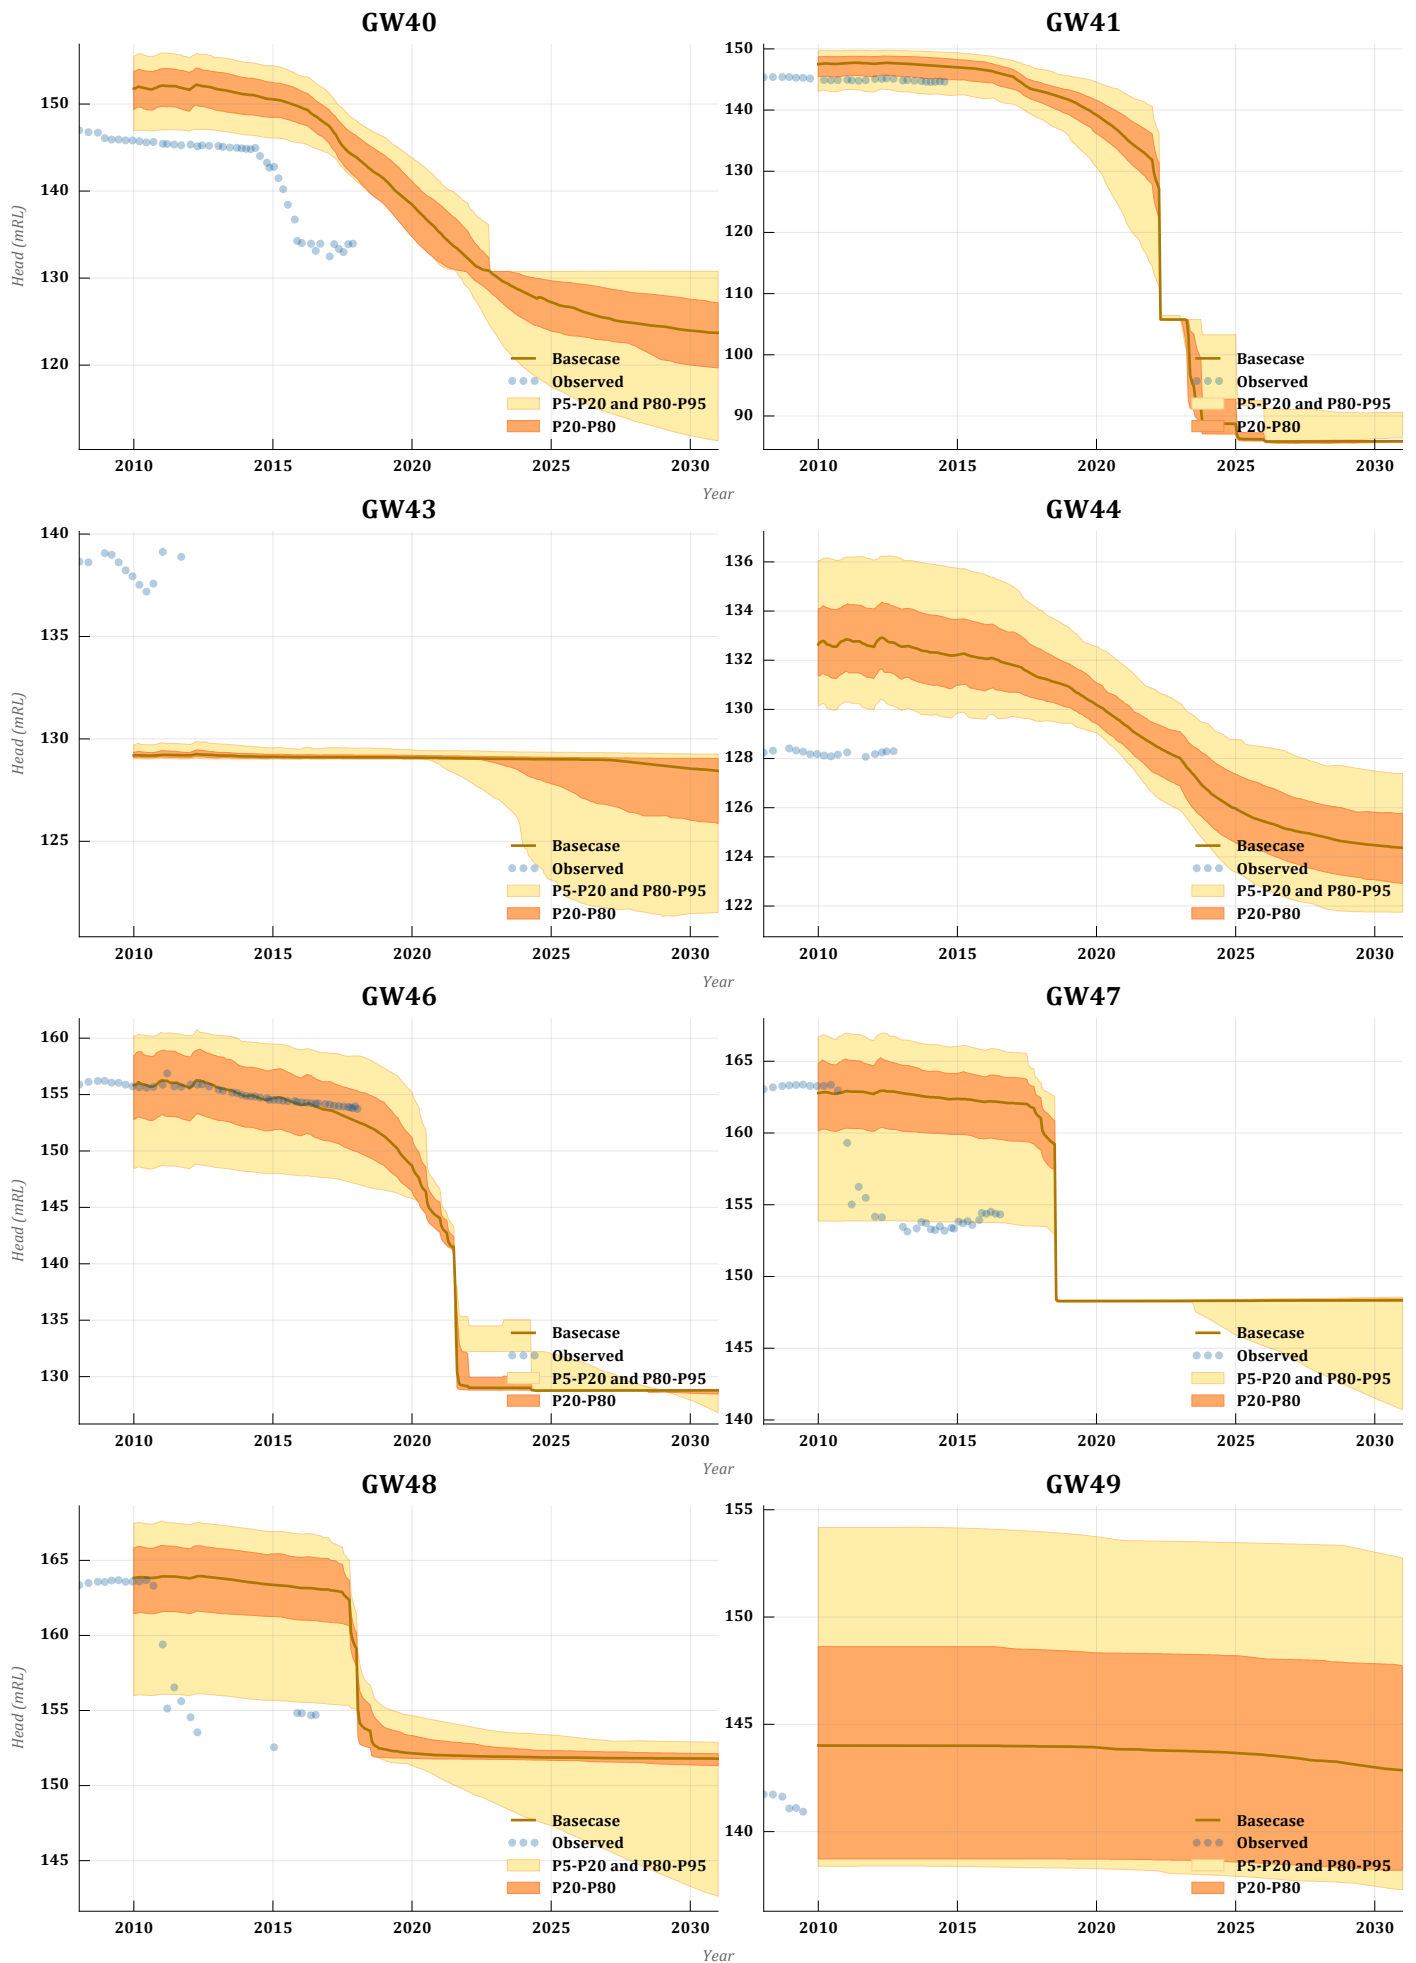 GW40
GW41
150
140
130
120
Head (mRL)
Basecase
Observed
P5-P20 and P80-P95
P20-P80
2010
2015
2020
2025
2030
150
140
130
120
110
100
90
Basecase
Observed
P5-P20 and P80-P95
P20-P80
2010
2015
2020
2025
2030
Year
GW43
GW44
140
135
130
125
Head (mRL)
Basecase
Observed
P5-P20 and P80-P95
P20-P80
2010
2015
2020
2025
2030
136
134
132
130
128
126
124
122
Basecase
Observed
P5-P20 and P80-P95
P20-P80
2010
2015
2020
2025
2030
Year
GW46
GW47
160
155
150
145
140
135
130
Head (mRL)
Basecase
Observed
P5-P20 and P80-P95
P20-P80
2010
2015
2020
2025
2030
165
160
155
150
145
140
Basecase
Observed
P5-P20 and P80-P95
P20-P80
2010
2015
2020
2025
2030
Year
GW48
GW49
165
160
155
150
145
Head (mRL)
Basecase
Observed
P5-P20 and P80-P95
P20-P80
2010
2015
2020
2025
2030
155
150
145
140
Basecase
Observed
P5-P20 and P80-P95
P20-P80
2010
2015
2020
2025
2030
Year